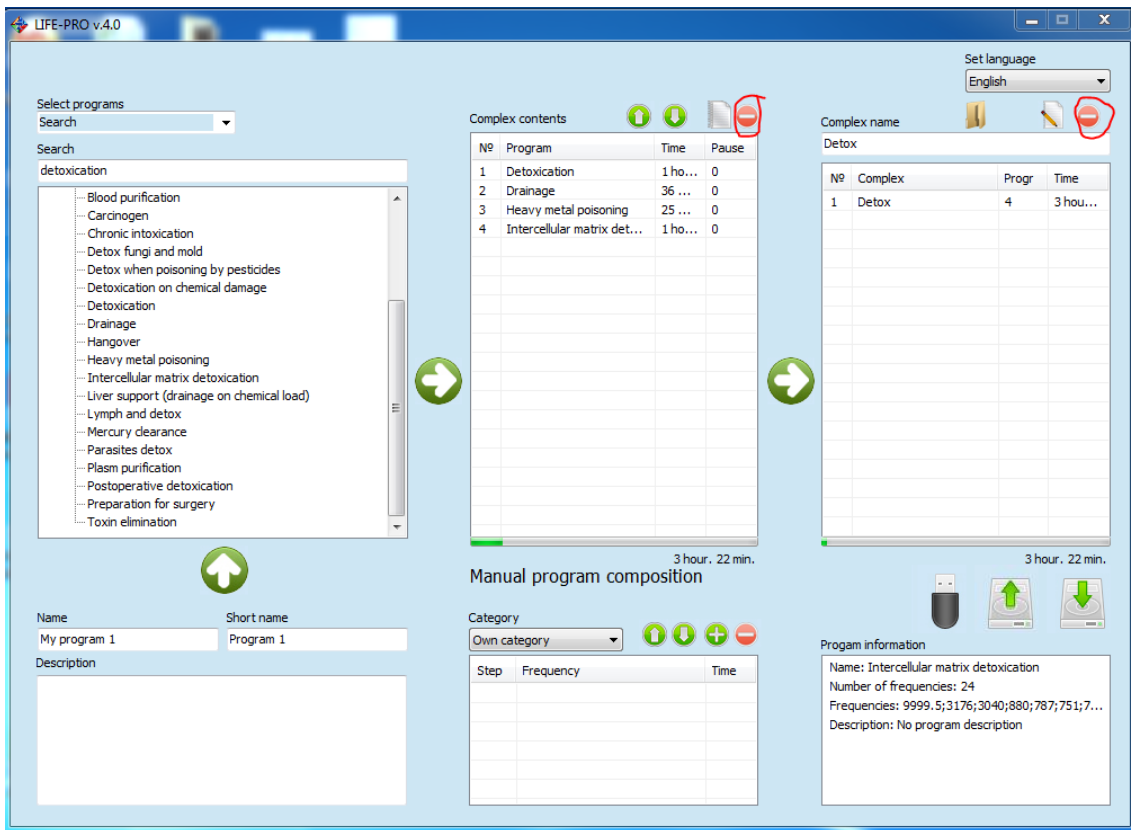 LIFE-PRO v.4.0
Set language
English
Select programs
Search
Search
detoxication
Blood purification
Carcinogen
Chronic intoxication
Detox fungi and mold
Detox when poisoning by pesticides
Detoxication on chemical damage
Detoxication
Drainage
Hangover
Heavy metal poisoning
Intercellular matrix detoxication
Liver support (drainage on chemical load)
Lymph and detox
Mercury clearance
Parasites detox
Plasm purification
Postoperative detoxication
Preparation for surgery
Toxin elimination
Complex contents
Nº Program Time Pause
1 Detoxication 1 ho... 0
2 Drainage 36 ... 0
3 Heavy metal poisoning 25 ... 0
4 Intercellular matrix det... 1 ho... 0
3 hour. 22 min.
Complex name
Detox
Nº Complex Progr Time
1 Detox 4 3 hou...
3 hour. 22 min.
Name
My program 1
Short name
Program 1
Description
Manual program composition
Category
Own category
Step Frequency Time
Progam information
Name: Intercellular matrix detoxication
Number of frequencies: 24
Frequencies: 9999.5;3176;3040;880;787;751;7...
Description: No program description